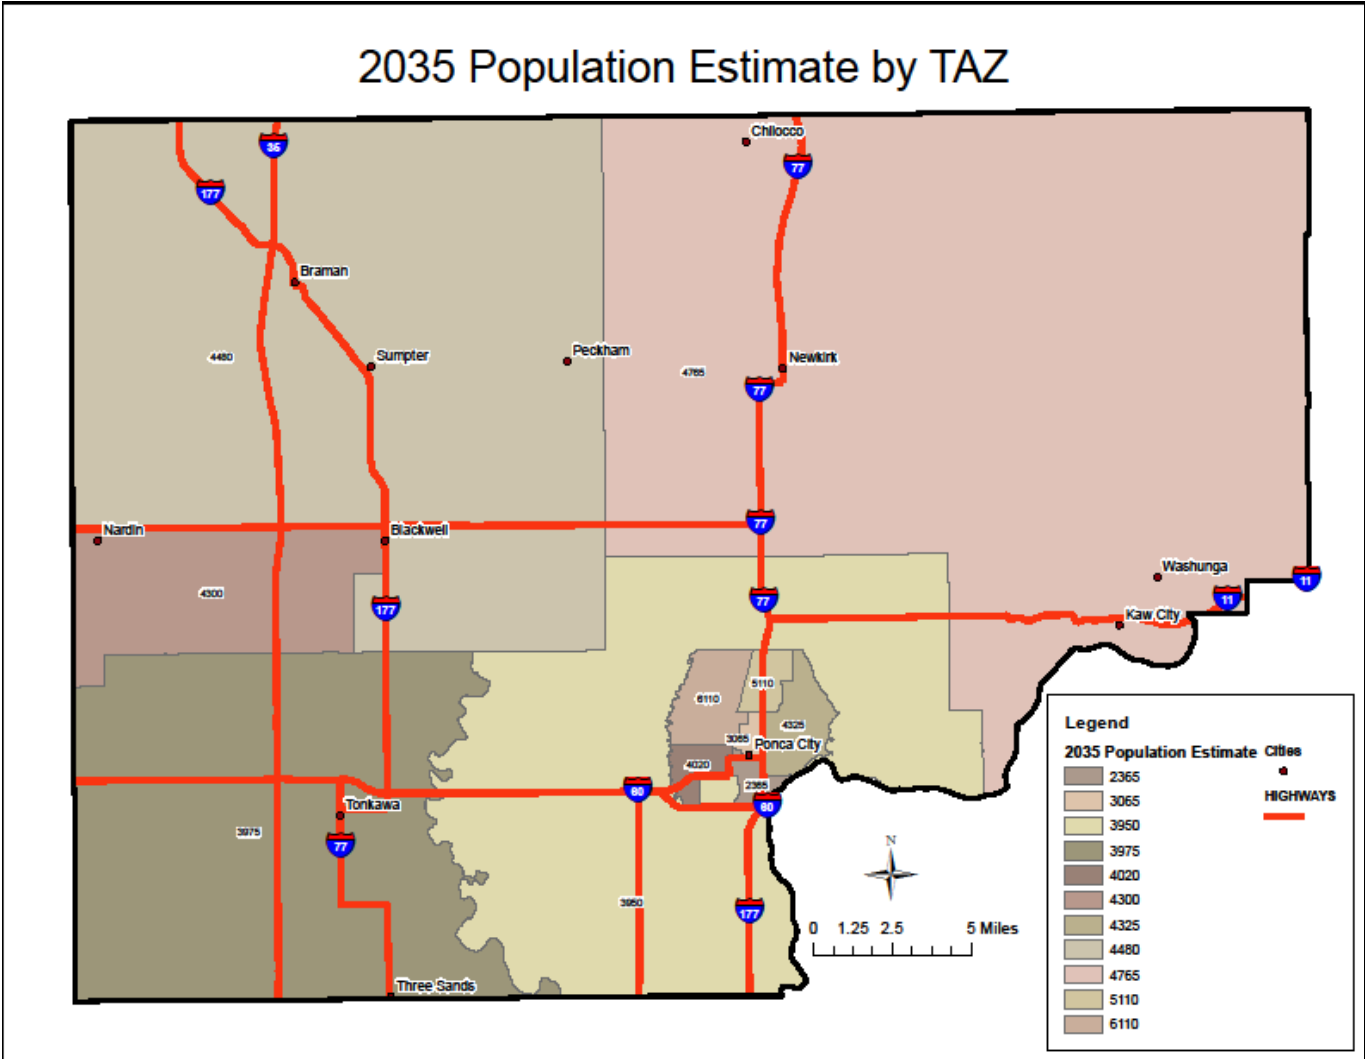 2035 Population Estimate by TAZ
Chilocco
35
77
177
Braman
Peckham
Sumpter
4480
Newkirk
4765
77
77
Nardin
Blackwell
Washunga
11
4300
11
77
177
Kaw City
5110
6110
4325
3065
Ponca City
4020
2365
60
60
Tonkawa
3975
77
3950
177
Three Sands
N
0 1.25 2.5 5 Miles
Legend
2035 Population Estimate
2365
3065
3950
3975
4020
4300
4325
4480
4765
5110
6110
Cities
HIGHWAYS